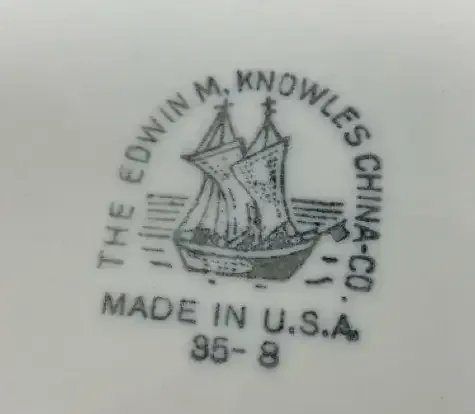 THE EDWIN M. KNOWLES CHINA-CO.
MADE IN U.S.A.
35-8